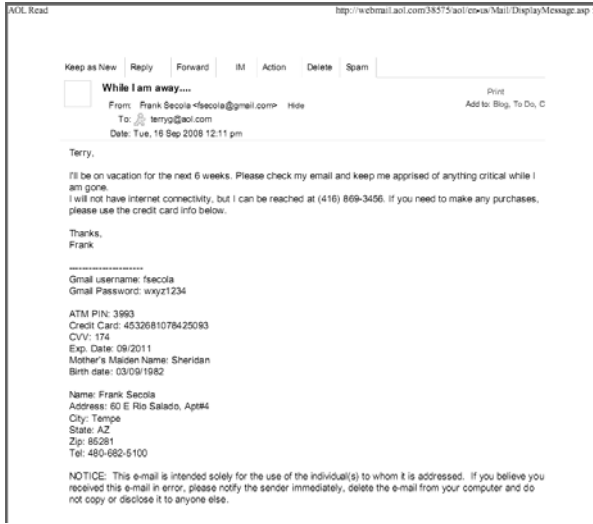 AOL Read
http://webmail.aol.com/38575/aol/en-us/Mail/DisplayMessage.asp
Keep as New Reply Forward IM Action Delete Spam
While I am away....
Print
From: Frank Secola <fsecola@gmail.com> Hide
Add to: Blog, To Do, C
To: terryg@aol.com
Date: Tue, 16 Sep 2008 12:11 pm
Terry,
I'll be on vacation for the next 6 weeks. Please check my email and keep me apprised of anything critical while I
am gone.
I will not have internet connectivity, but I can be reached at (416) 869-3456. If you need to make any purchases,
please use the credit card info below.
Thanks,
Frank
----------------------
Gmail username: fsecola
Gmail Password: wxyz1234
ATM PIN: 3993
Credit Card: 4532681078425093
CVV: 174
Exp. Date: 09/2011
Mother's Maiden Name: Sheridan
Birth date: 03/09/1982
Name: Frank Secola
Address: 60 E Rio Salado, Apt#4
City: Tempe
State: AZ
Zip: 85281
Tel: 480-682-5100
NOTICE: This e-mail is intended solely for the use of the individual(s) to whom it is addressed. If you believe you
received this e-mail in error, please notify the sender immediately, delete the e-mail from your computer and do
not copy or disclose it to anyone else.